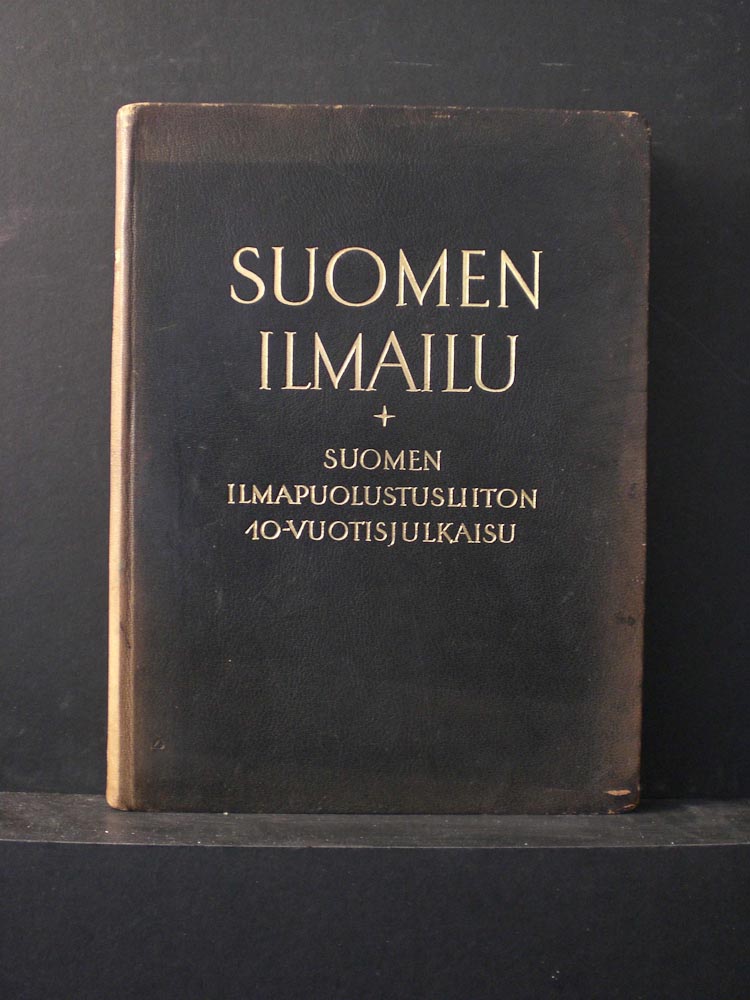 SUOMEN
ILMAILU
SUOMEN
ILMAPUOLUSTUSLIITON
10-VUOTISJULKAISU